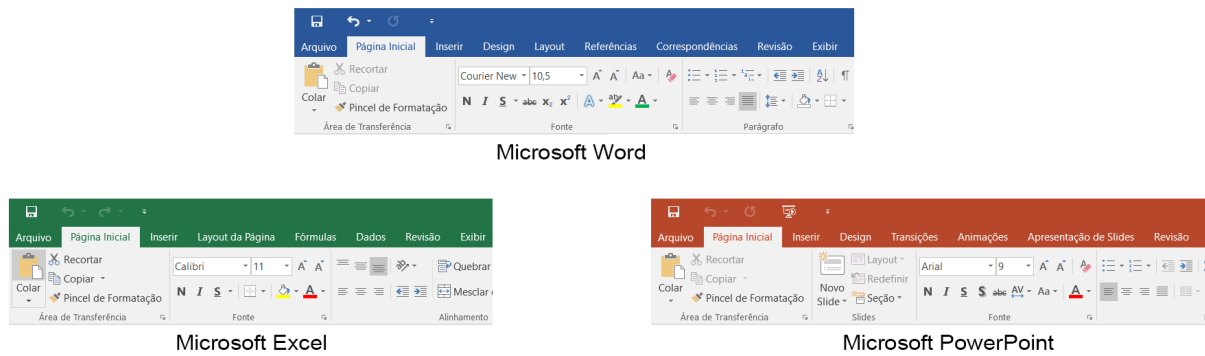 Arquivo Página Inicial Inserir Design Layout Referências Correspondências Revisão Exibir
Colar
Recortar
Copiar
Pincel de Formatação
Área de Transferência
Courier New 10,5 A A Aa
N I S abc x₂ x² A aby A
Fonte
Parágrafo
Microsoft Word
Arquivo Página Inicial Inserir Layout da Página Fórmulas Dados Revisão Exibir
Colar
Recortar
Copiar
Pincel de Formatação
Área de Transferência
Calibri 11 A A
N I S A
Fonte
Quebrar
Mesclar
Alinhamento
Microsoft Excel
Arquivo Página Inicial Inserir Design Transições Animações Apresentação de Slides Revisão
Colar
Recortar
Copiar
Pincel de Formatação
Área de Transferência
Novo
Slide
Layout
Redefinir
Seção
Slides
Arial 9 A A
N I S S abc AV Aa A
Fonte
Microsoft PowerPoint